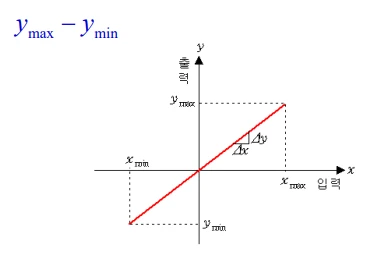 y_max − y_min
y
출력
y_max
Δy
Δx
x_min
x
x_max 입력
y_min